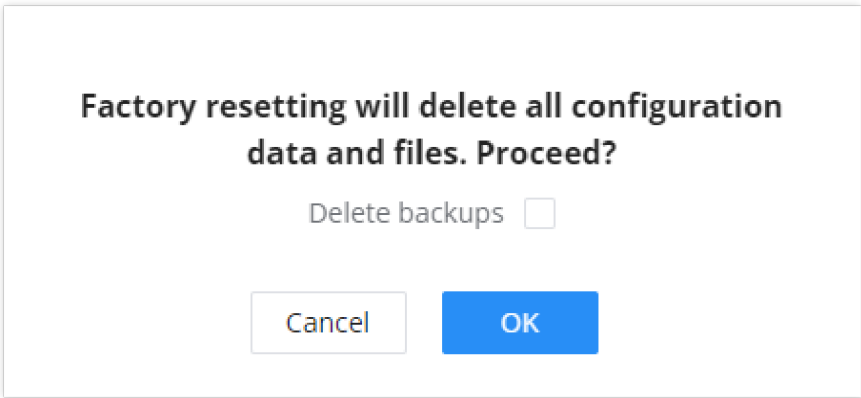 Factory resetting will delete all configuration
data and files. Proceed?
Delete backups
Cancel
OK